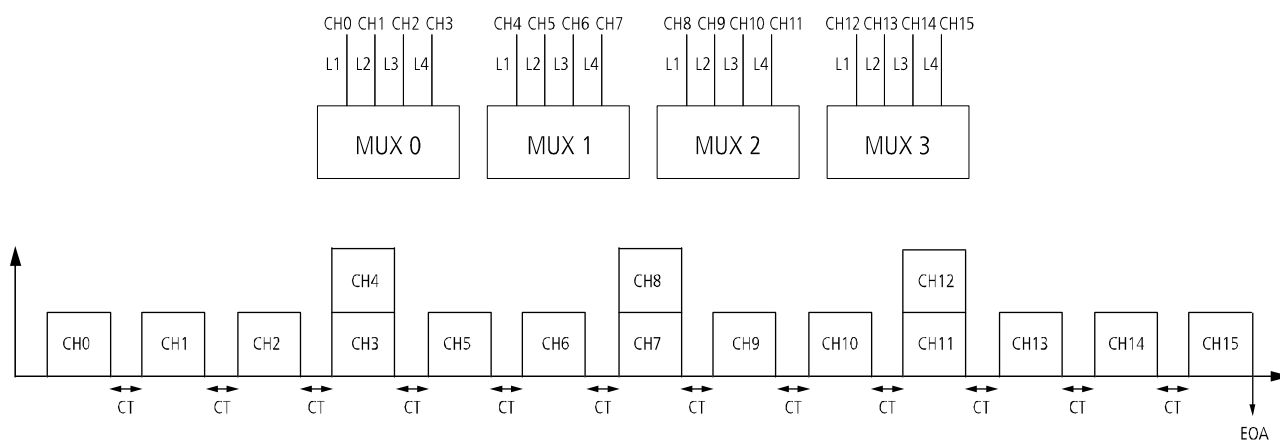 CH0 CH1 CH2 CH3 CH4 CH5 CH6 CH7 CH8 CH9 CH10 CH11 CH12 CH13 CH14 CH15
L1 L2 L3 L4 L1 L2 L3 L4 L1 L2 L3 L4 L1 L2 L3 L4
MUX 0 MUX 1 MUX 2 MUX 3
CH4 CH8 CH12
CH0 CH1 CH2 CH3 CH5 CH6 CH7 CH9 CH10 CH11 CH13 CH14 CH15
CT CT CT CT CT CT CT CT CT CT CT CT
EOA